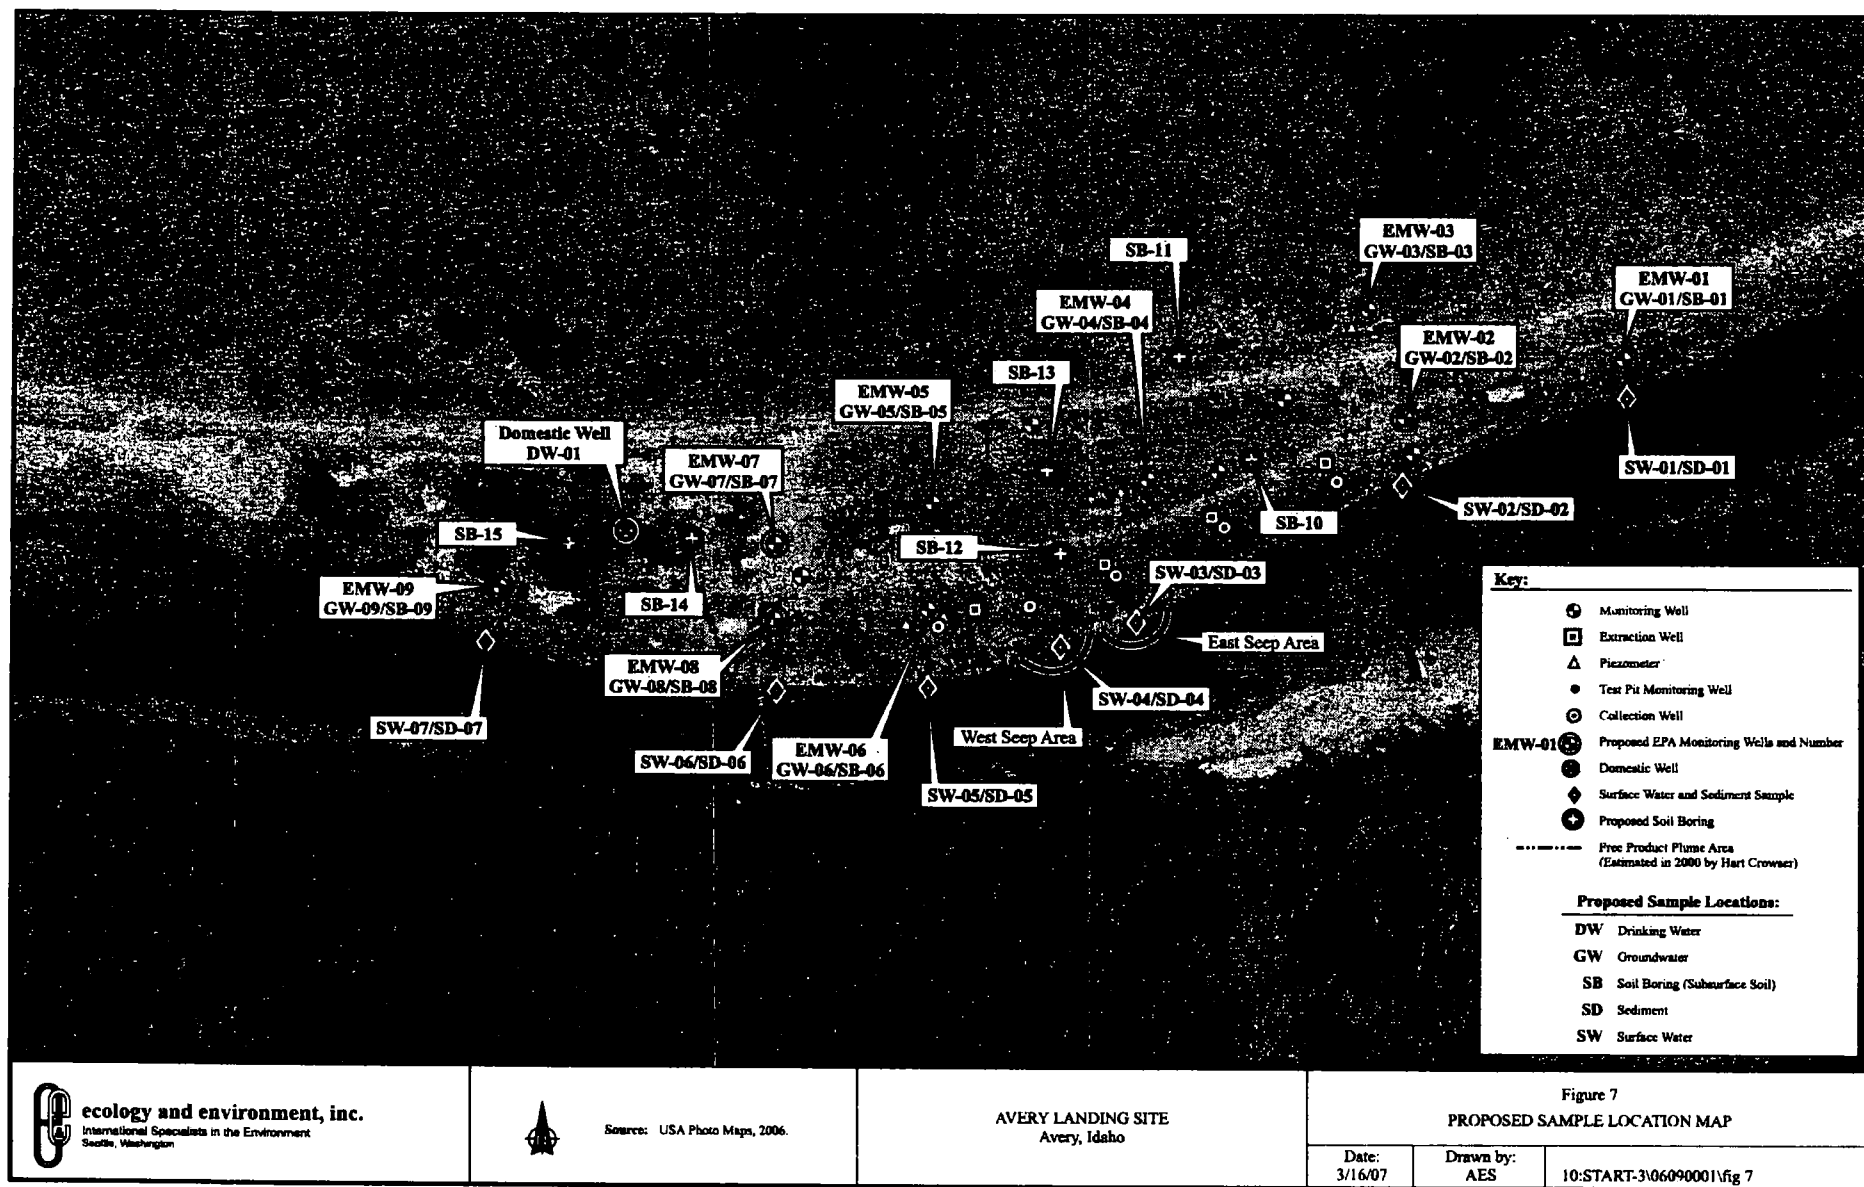 EMW-03
GW-03/SB-03
SB-11
EMW-01
GW-01/SB-01
EMW-04
GW-04/SB-04
EMW-02
GW-02/SB-02
SB-13
EMW-05
GW-05/SB-05
Domestic Well
DW-01
EMW-07
GW-07/SB-07
SW-01/SD-01
SW-02/SD-02
SB-10
SB-15
SB-12
EMW-09
GW-09/SB-09
SB-14
SW-03/SD-03
East Seep Area
EMW-08
GW-08/SB-08
SW-04/SD-04
SW-07/SD-07
West Seep Area
SW-06/SD-06
EMW-06
GW-06/SB-06
SW-05/SD-05
Key:
Monitoring Well
Extraction Well
Piezometer
Test Pit Monitoring Well
Collection Well
EMW-01 Proposed EPA Monitoring Wells and Number
Domestic Well
Surface Water and Sediment Sample
Proposed Soil Boring
Free Product Plume Area
(Estimated in 2000 by Hart Crowser)
Proposed Sample Locations:
DW Drinking Water
GW Groundwater
SB Soil Boring (Subsurface Soil)
SD Sediment
SW Surface Water
ecology and environment, inc.
International Specialists in the Environment
Seattle, Washington
Source: USA Photo Maps, 2006.
AVERY LANDING SITE
Avery, Idaho
Figure 7
PROPOSED SAMPLE LOCATION MAP
Date:
3/16/07
Drawn by:
AES
10:START-3\06090001\fig 7